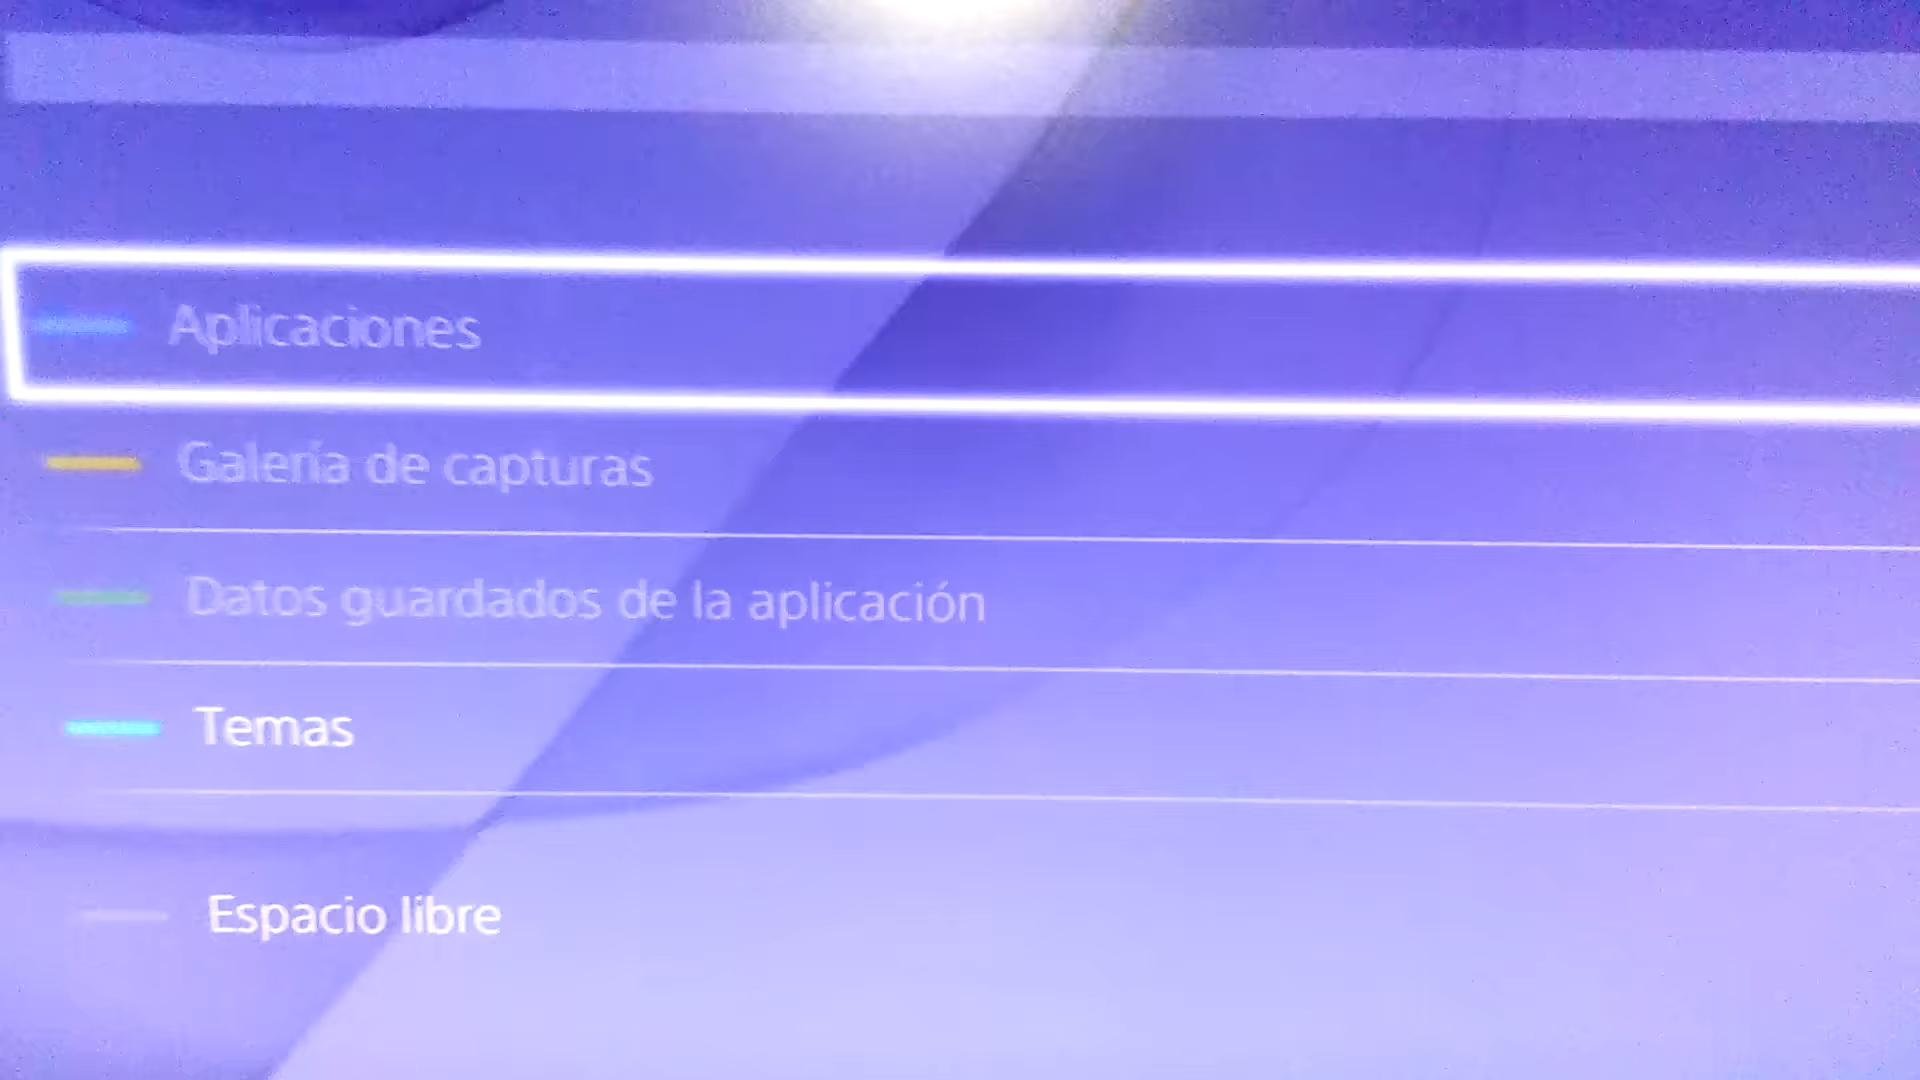 Aplicaciones
Galería de capturas
Datos guardados de la aplicación
Temas
Espacio libre